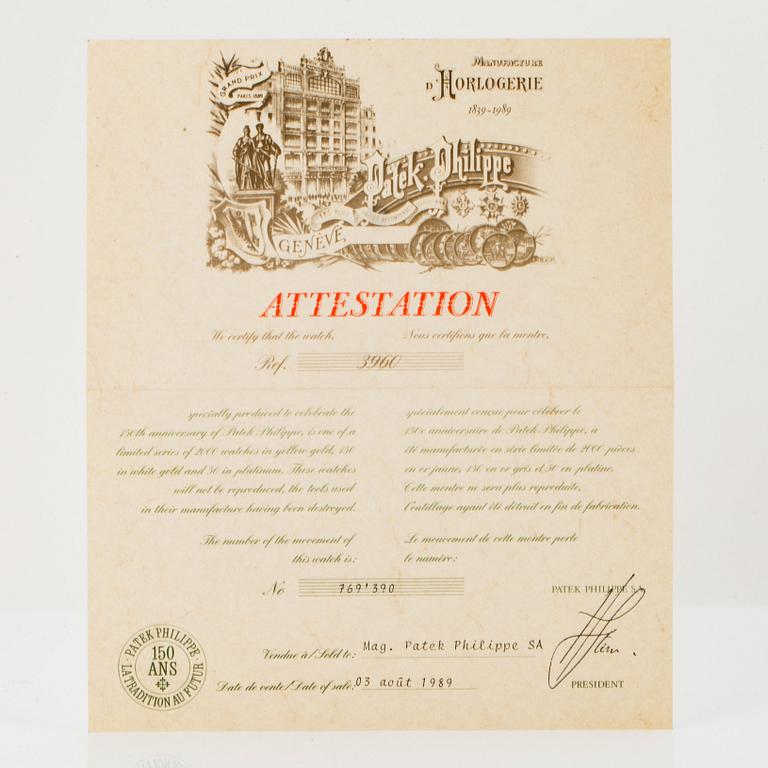 GRAND PRIX
PARIS 1889
MANUFACTURE
D'HORLOGERIE
1839-1989
Patek. Philippe
GENÈVE
ATTESTATION
We certify that the watch,
Nous certifions que la montre,
Ref. 3960
specially produced to celebrate the
150th anniversary of Patek Philippe, is one of a
limited series of 2000 watches in yellow gold, 150
in white gold and 50 in platinum. These watches
will not be reproduced, the tools used
in their manufacture having been destroyed.
spécialement conçue pour célébrer le
150e anniversaire de Patek Philippe, a
été manufacturée en série limitée de 2000 pièces
en or jaune, 150 en or gris et 50 en platine.
Cette montre ne sera plus reproduite,
l'outillage ayant été détruit en fin de fabrication.
The number of the movement of
this watch is:
Le mouvement de cette montre porte
le numéro:
No 769'390
PATEK PHILIPPE SA
PATEK PHILIPPE
150
ANS
LA TRADITION AU FUTUR
Vendue à/Sold to: Mag. Patek Philippe SA
Date de vente/Date of sale: 03 août 1989
PRESIDENT